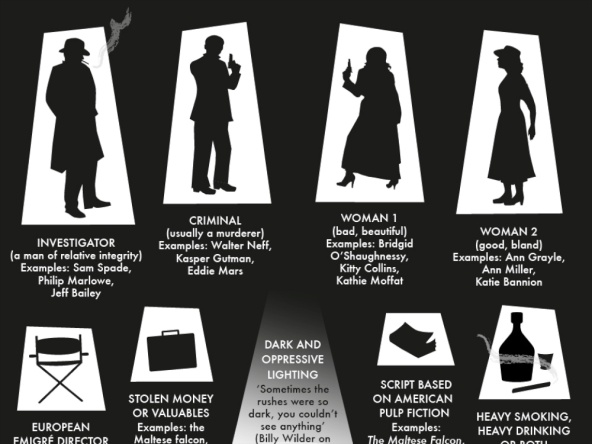 INVESTIGATOR
(a man of relative integrity)
Examples: Sam Spade,
Philip Marlowe,
Jeff Bailey
CRIMINAL
(usually a murderer)
Examples: Walter Neff,
Kasper Gutman,
Eddie Mars
WOMAN 1
(bad, beautiful)
Examples: Bridgid
O'Shaughnessy,
Kitty Collins,
Kathie Moffat
WOMAN 2
(good, bland)
Examples: Ann Grayle,
Ann Miller,
Katie Bannion
EUROPEAN
EMIGRÉ DIRECTOR
STOLEN MONEY
OR VALUABLES
Examples: the
Maltese falcon,
DARK AND
OPPRESSIVE
LIGHTING
'Sometimes the
rushes were so
dark, you couldn't
see anything'
(Billy Wilder on
SCRIPT BASED
ON AMERICAN
PULP FICTION
Examples:
The Maltese Falcon,
HEAVY SMOKING,
HEAVY DRINKING
OR BOTH